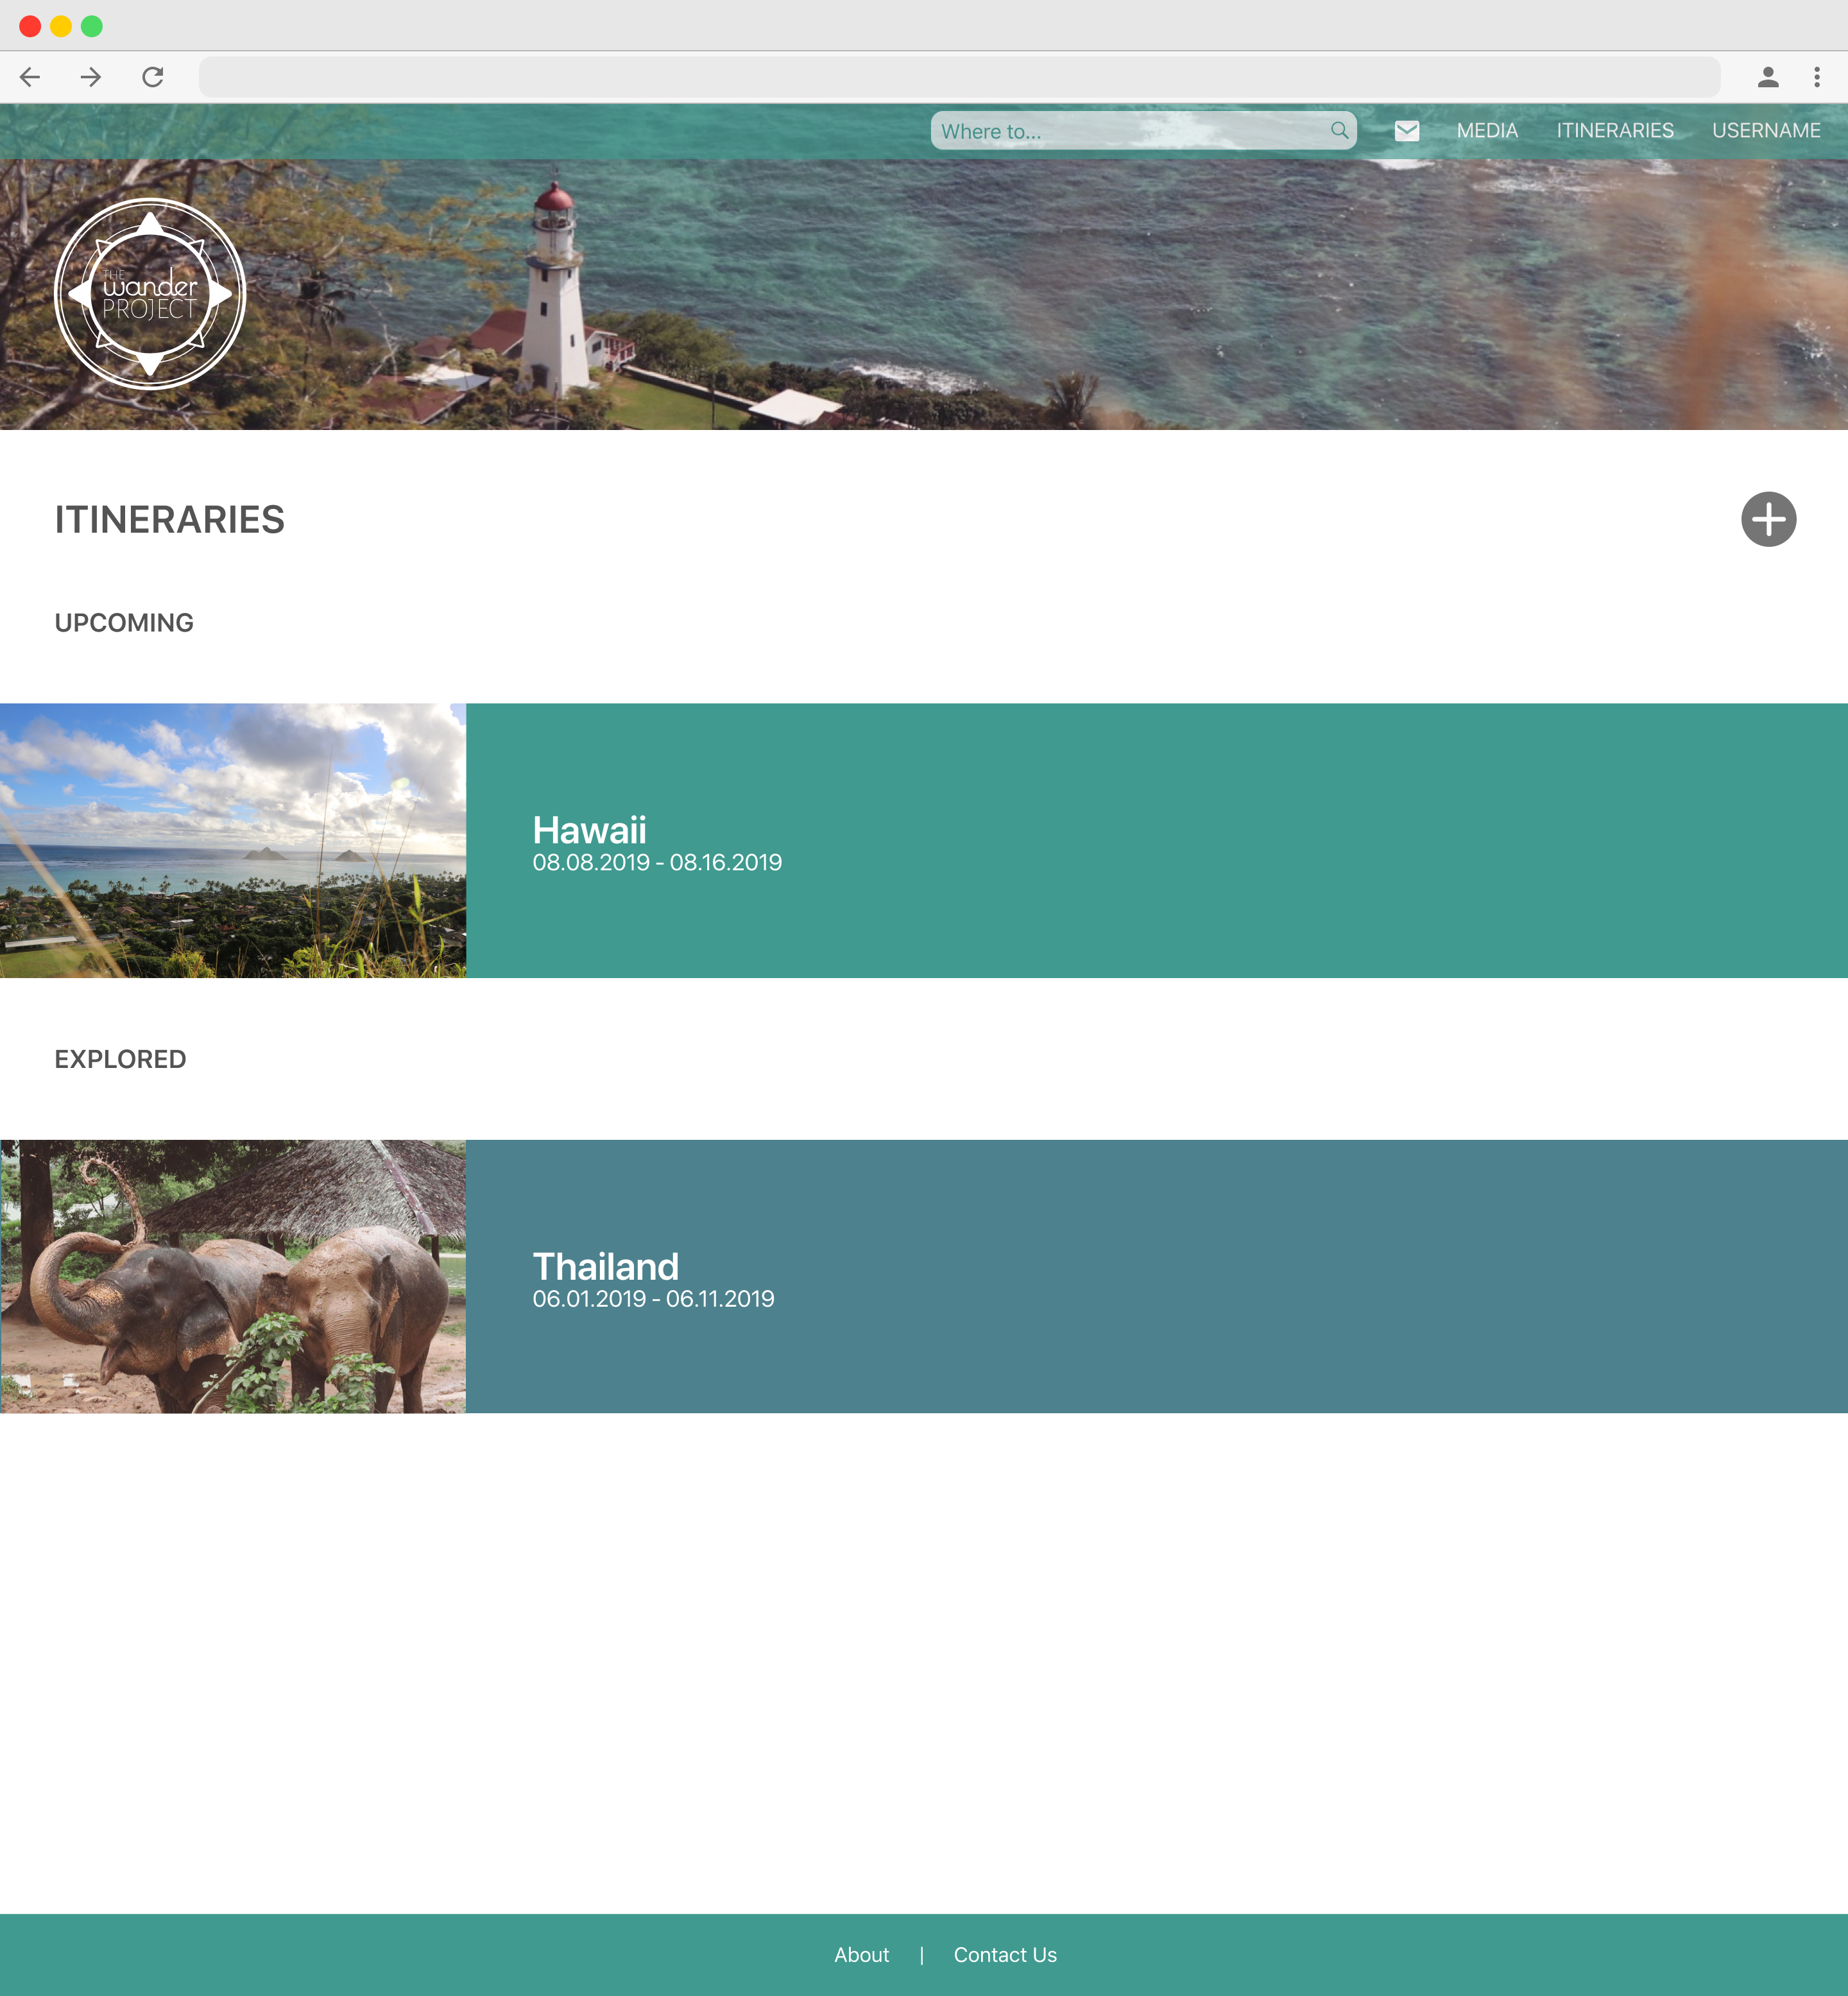 Where to...
MEDIA
ITINERARIES
USERNAME
THE
wander
PROJECT
ITINERARIES
UPCOMING
Hawaii
08.08.2019 - 08.16.2019
EXPLORED
Thailand
06.01.2019 - 06.11.2019
About | Contact Us